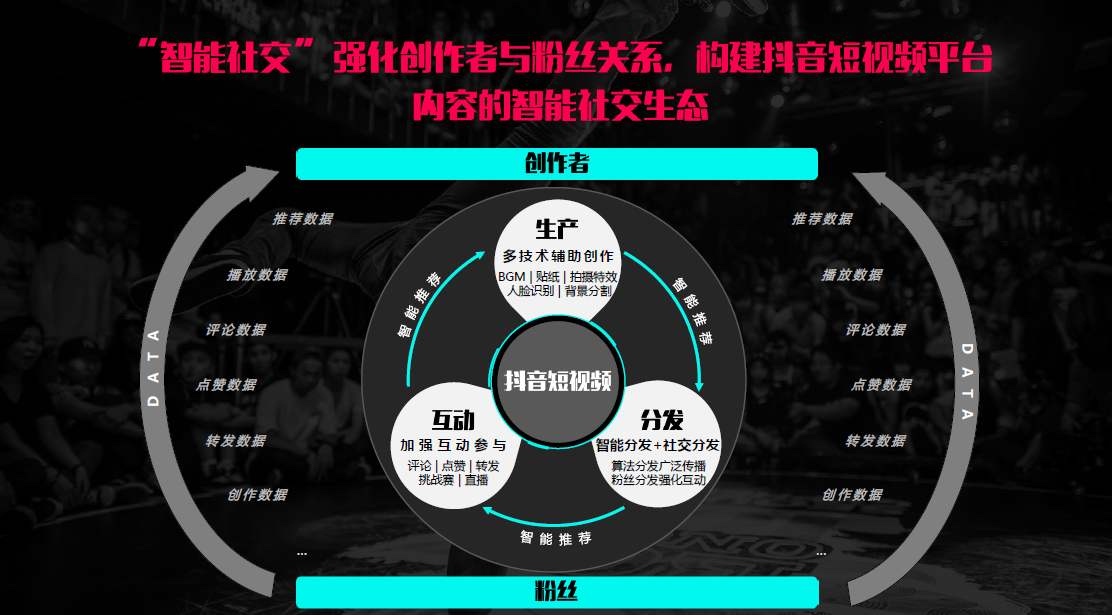 “智能社交”强化创作者与粉丝关系，构建抖音短视频平台
内容的智能社交生态
创作者
推荐数据
播放数据
评论数据
点赞数据
转发数据
创作数据
...
DATA
生产
多技术辅助创作
BGM | 贴纸 | 拍摄特效
人脸识别 | 背景分割
智能推荐
智能推荐
抖音短视频
互动
加强互动参与
评论 | 点赞 | 转发
挑战赛 | 直播
分发
智能分发+社交分发
算法分发广泛传播
粉丝分发强化互动
智能推荐
推荐数据
播放数据
评论数据
点赞数据
转发数据
创作数据
...
DATA
粉丝